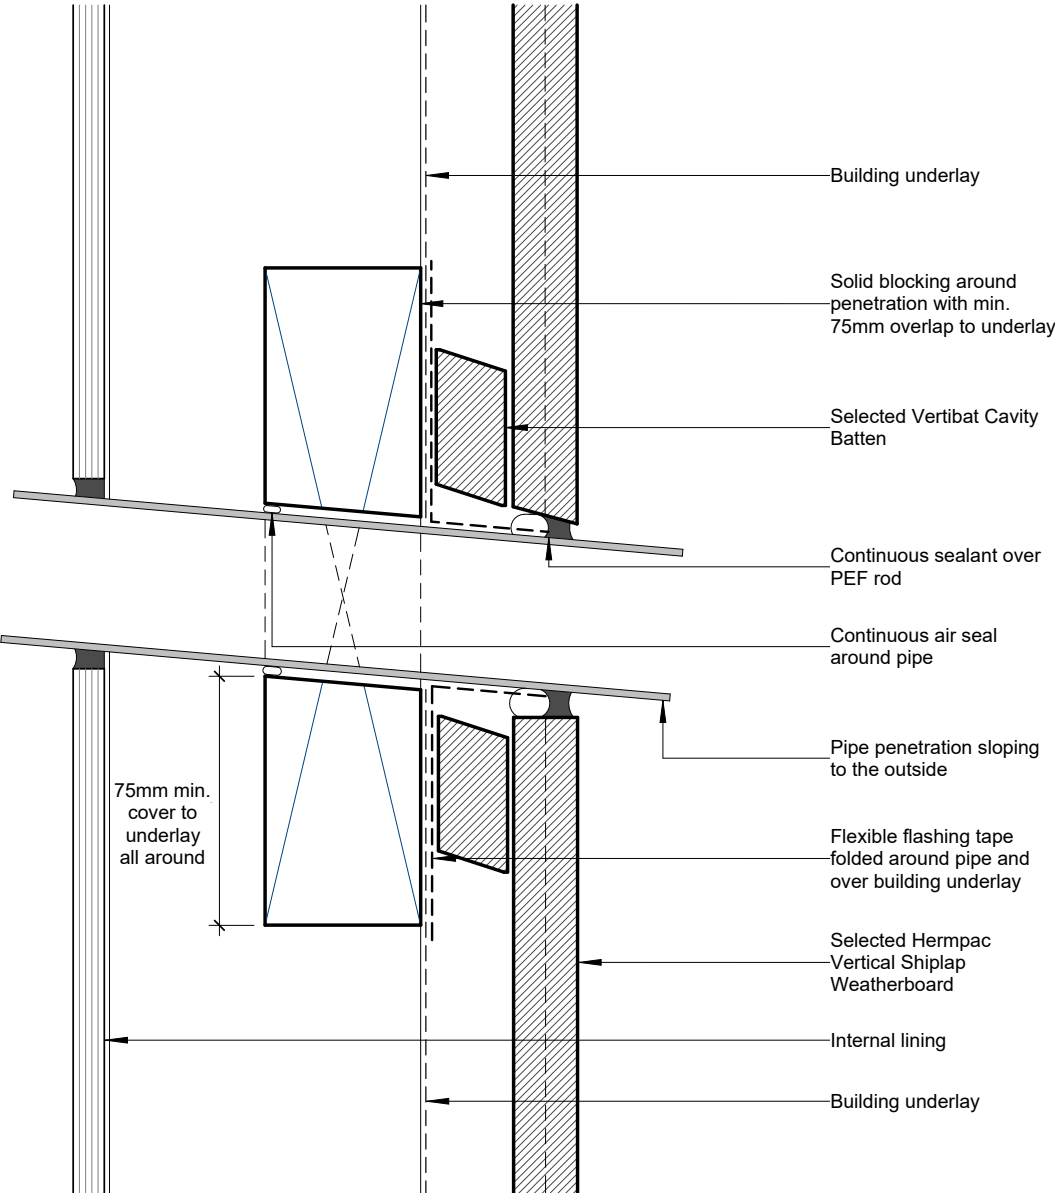 Building underlay
Solid blocking around
penetration with min.
75mm overlap to underlay
Selected Vertibat Cavity
Batten
Continuous sealant over
PEF rod
Continuous air seal
around pipe
Pipe penetration sloping
to the outside
75mm min.
cover to
underlay
all around
Flexible flashing tape
folded around pipe and
over building underlay
Selected Hermpac
Vertical Shiplap
Weatherboard
Internal lining
Building underlay